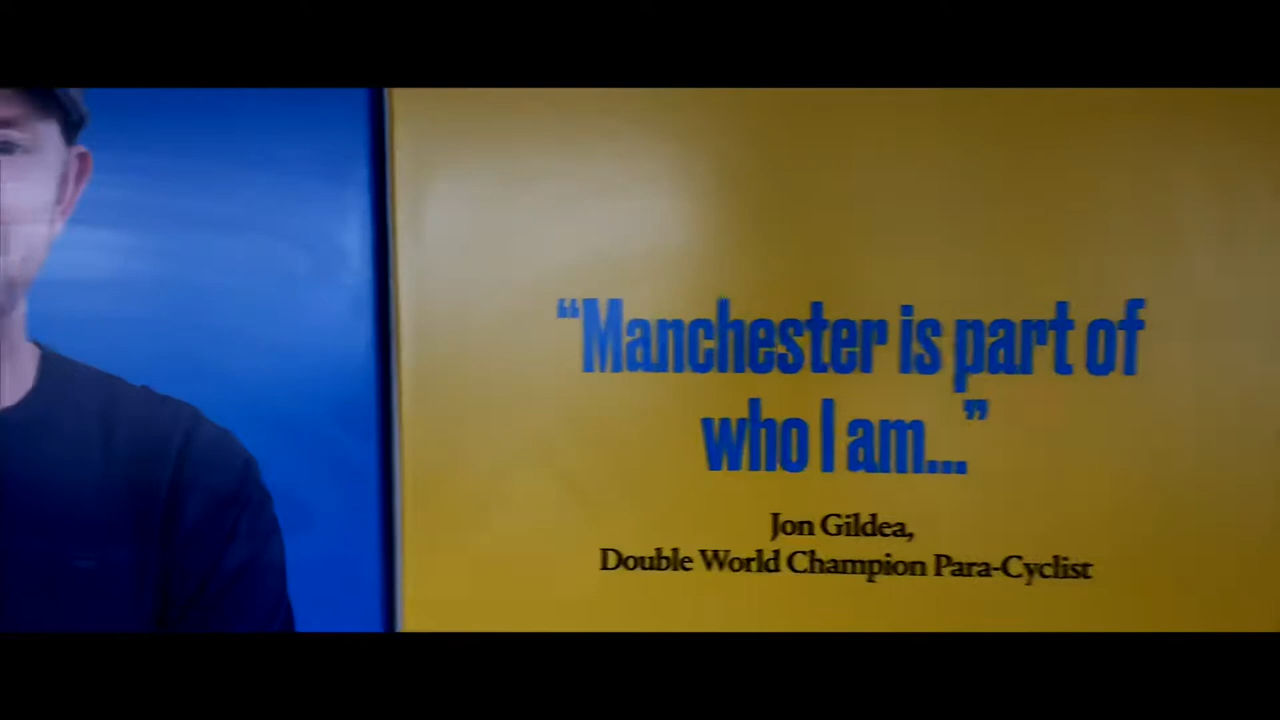 “Manchester is part of
who I am...”
Jon Gildea,
Double World Champion Para-Cyclist